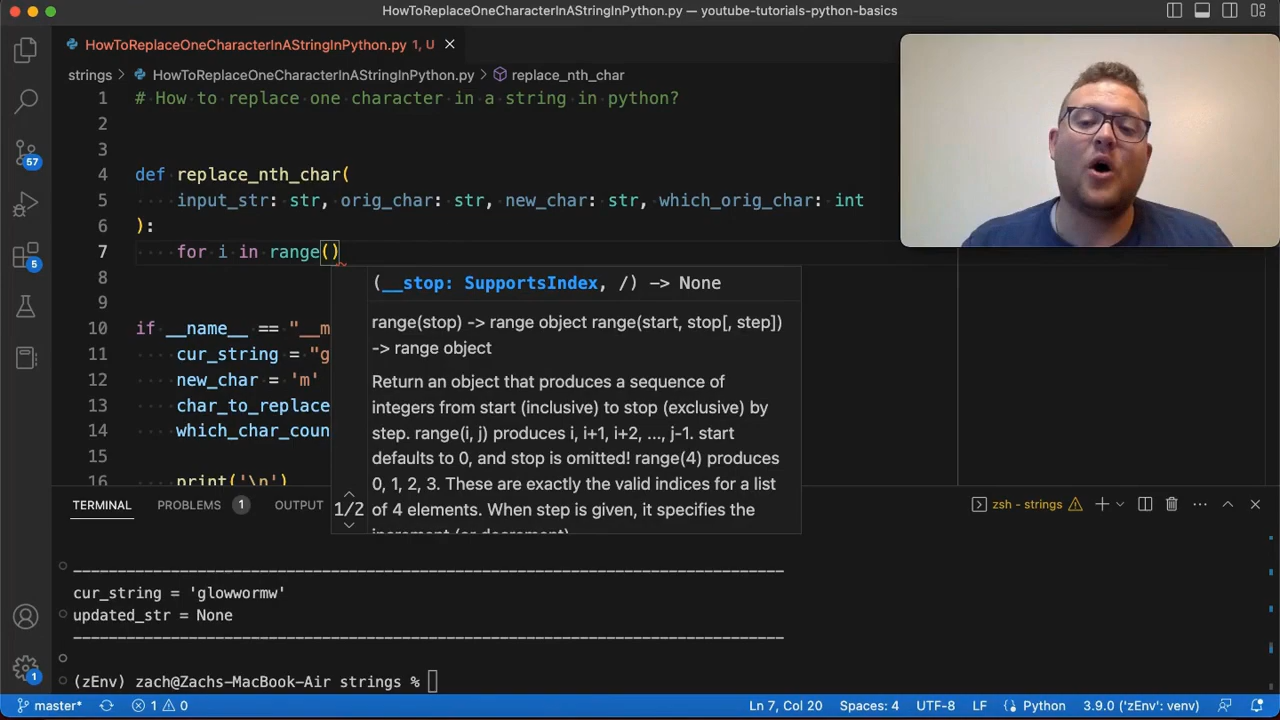 HowToReplaceOneCharacterInAStringInPython.py — youtube-tutorials-python-basics
HowToReplaceOneCharacterInAStringInPython.py 1, U
strings > HowToReplaceOneCharacterInAStringInPython.py > replace_nth_char
1 # How to replace one character in a string in python?
2
3
4 def replace_nth_char(
5 input_str: str, orig_char: str, new_char: str, which_orig_char: int
6 ):
7 for i in range()
8
9
10 if __name__ == "__m
11 cur_string = "g
12 new_char = 'm'
13 char_to_replace
14 which_char_coun
15
16 print('\n')
57
5
(__stop: SupportsIndex, /) -> None
range(stop) -> range object range(start, stop[, step])
-> range object
Return an object that produces a sequence of
integers from start (inclusive) to stop (exclusive) by
step. range(i, j) produces i, i+1, i+2, ..., j-1. start
defaults to 0, and stop is omitted! range(4) produces
0, 1, 2, 3. These are exactly the valid indices for a list
of 4 elements. When step is given, it specifies the
increment (or decrement).
1/2
TERMINAL PROBLEMS 1 OUTPUT
zsh - strings
cur_string = 'glowwormw'
updated_str = None
(zEnv) zach@Zachs-MacBook-Air strings %
1
master* 1 0 Ln 7, Col 20 Spaces: 4 UTF-8 LF Python 3.9.0 ('zEnv': venv)